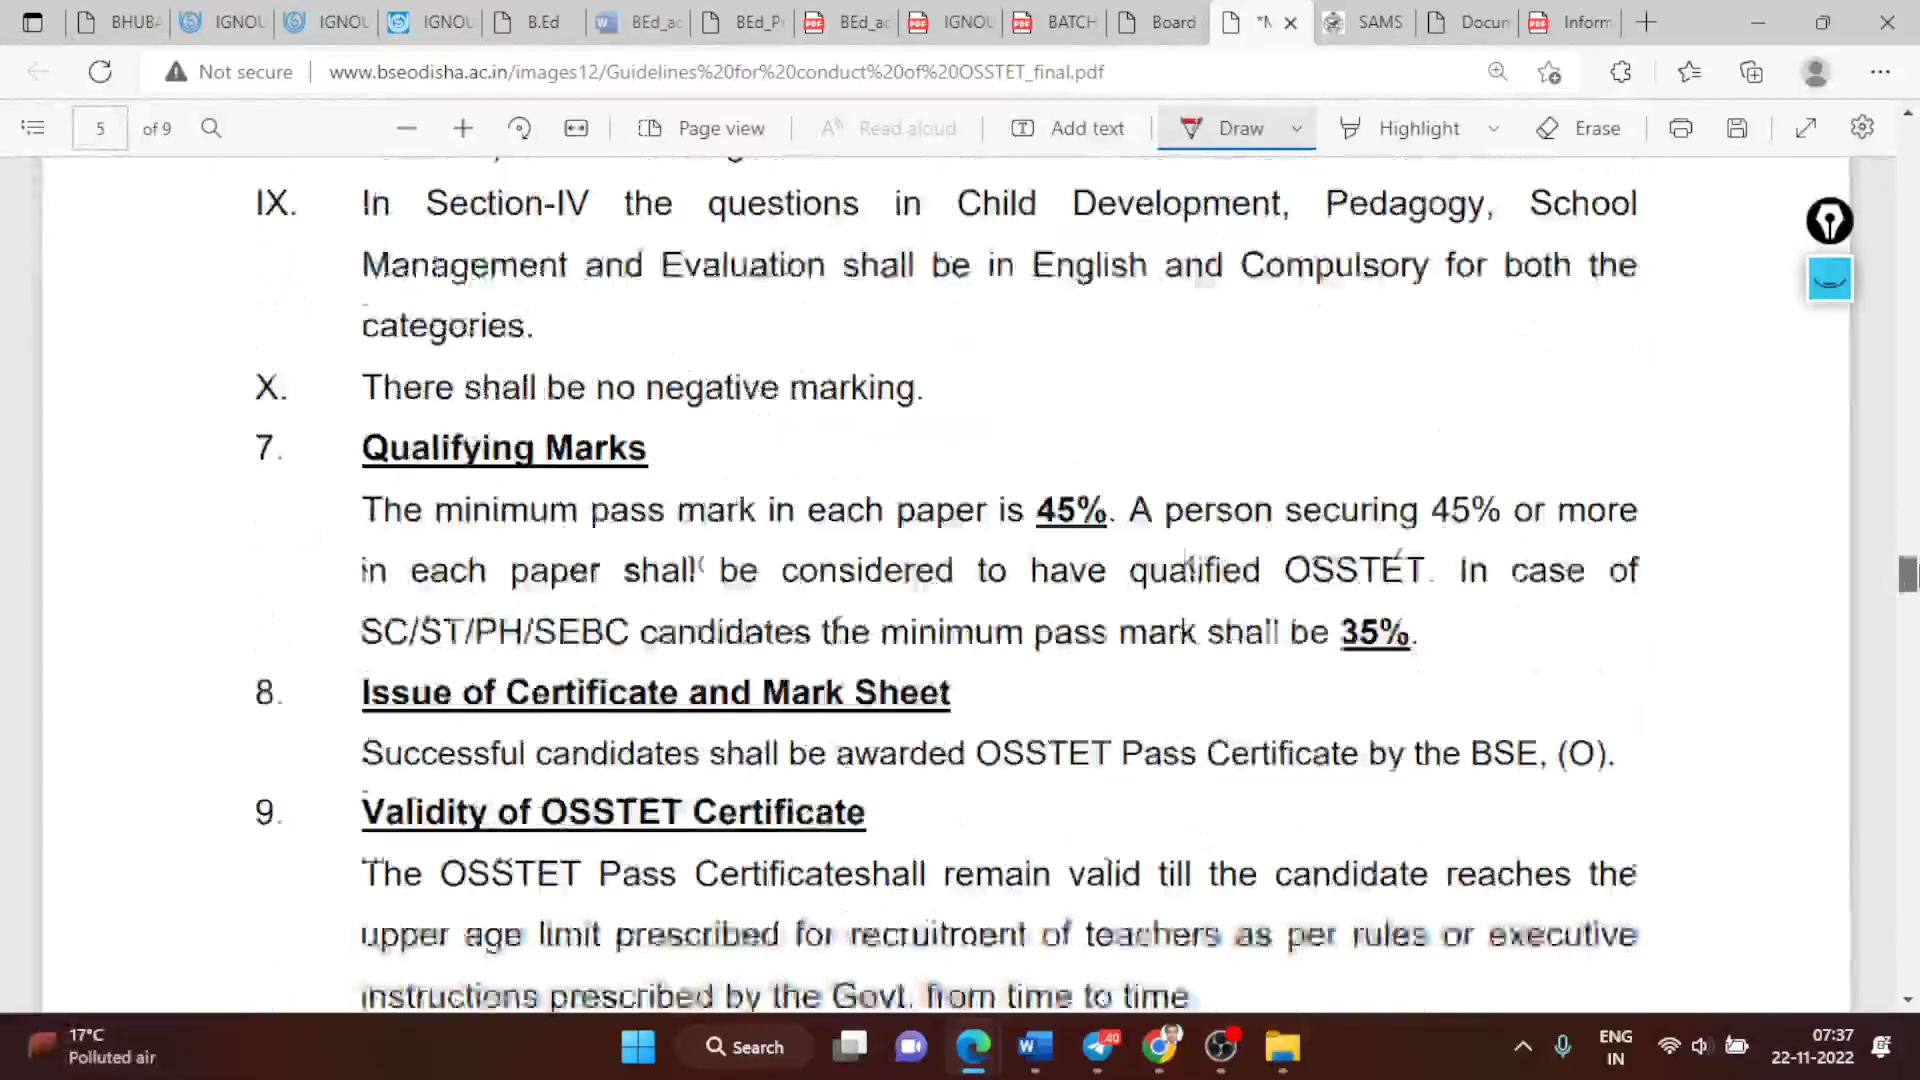 BHUBA
IGNOU
IGNOU
IGNOU
B.Ed
BEd_ac
BEd_Pr
BEd_ac
IGNOU
BATCH
Board
SAMS
Docun
Inform
Not secure
www.bseodisha.ac.in/images12/Guidelines%20for%20conduct%20of%20OSSTET_final.pdf
5 of 9
Page view
Read aloud
Add text
Draw
Highlight
Erase
IX. In Section-IV the questions in Child Development, Pedagogy, School
Management and Evaluation shall be in English and Compulsory for both the
categories.
X. There shall be no negative marking.
7. Qualifying Marks
The minimum pass mark in each paper is 45%. A person securing 45% or more
in each paper shall be considered to have qualified OSSTET. In case of
SC/ST/PH/SEBC candidates the minimum pass mark shall be 35%.
8. Issue of Certificate and Mark Sheet
Successful candidates shall be awarded OSSTET Pass Certificate by the BSE, (O).
9. Validity of OSSTET Certificate
The OSSTET Pass Certificateshall remain valid till the candidate reaches the
upper age limit prescribed for recruitment of teachers as per rules or executive
instructions prescribed by the Govt. from time to time
17°C
Polluted air
Search
40
ENG
IN
07:37
22-11-2022